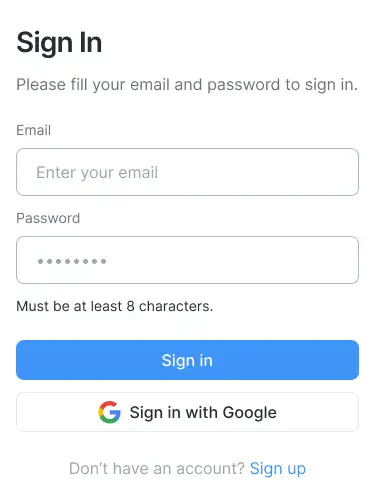 Sign In
Please fill your email and password to sign in.
Email
Enter your email
Password
••••••••
Must be at least 8 characters.
Sign in
Sign in with Google
Don't have an account? Sign up